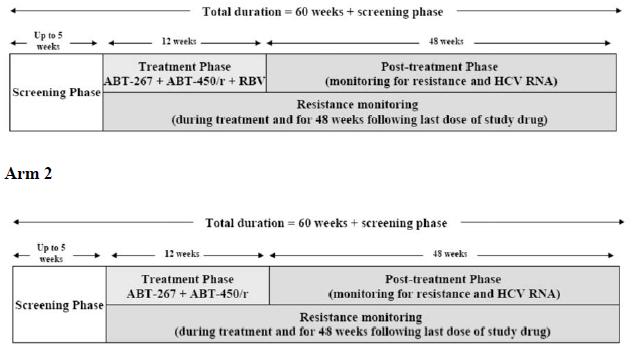 Total duration = 60 weeks + screening phase
Up to 5
weeks
12 weeks
48 weeks
Screening Phase
Treatment Phase
ABT-267 + ABT-450/r + RBV
Post-treatment Phase
(monitoring for resistance and HCV RNA)
Resistance monitoring
(during treatment and for 48 weeks following last dose of study drug)
Arm 2
Total duration = 60 weeks + screening phase
Up to 5
weeks
12 weeks
48 weeks
Screening Phase
Treatment Phase
ABT-267 + ABT-450/r
Post-treatment Phase
(monitoring for resistance and HCV RNA)
Resistance monitoring
(during treatment and for 48 weeks following last dose of study drug)